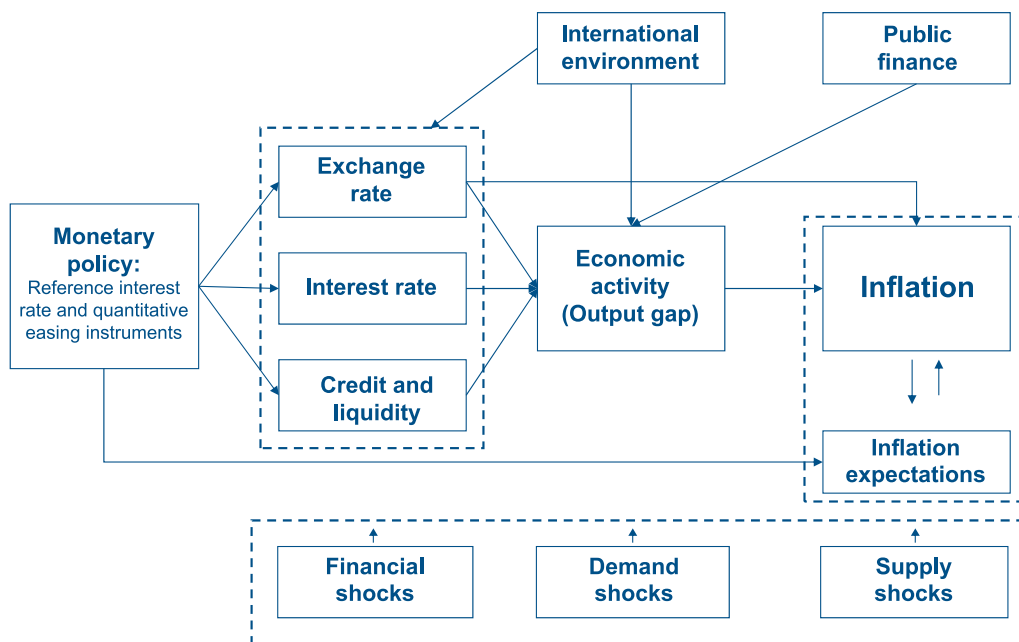 International
environment
Public
finance
Exchange
rate
Monetary
policy:
Reference interest
rate and quantitative
easing instruments
Interest rate
Economic
activity
(Output gap)
Inflation
Credit and
liquidity
Inflation
expectations
Financial
shocks
Demand
shocks
Supply
shocks